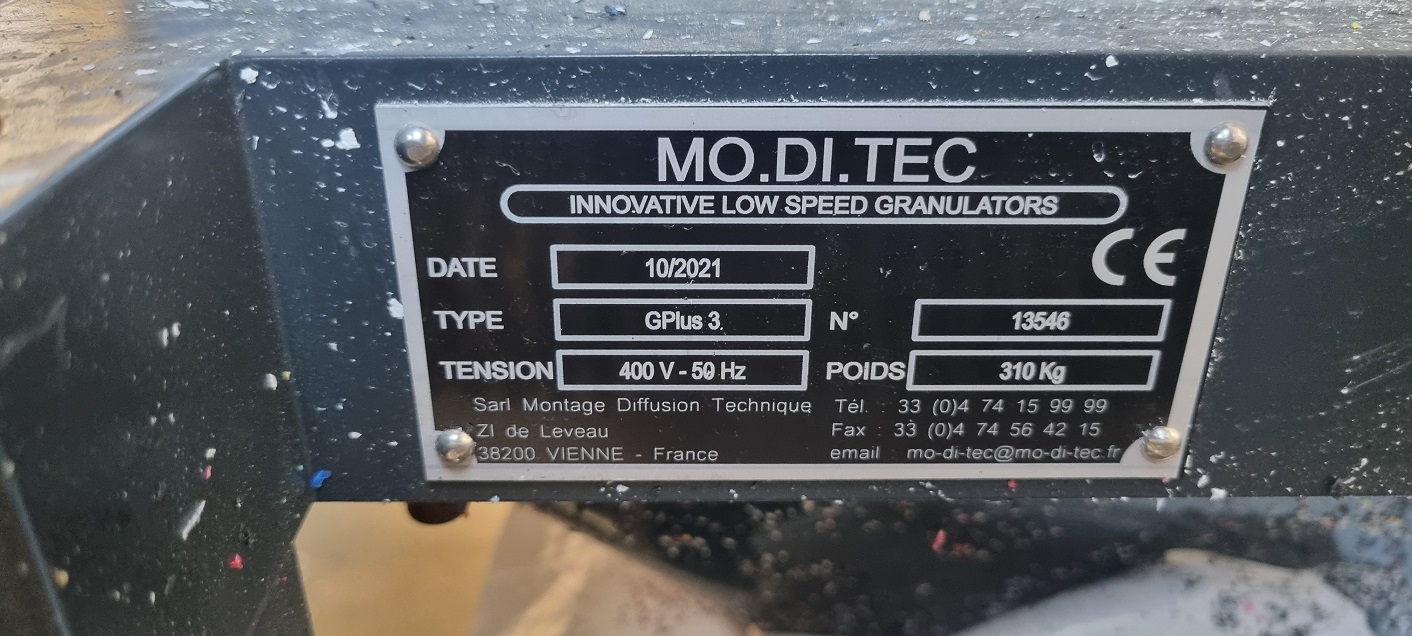 MO.DI.TEC
INNOVATIVE LOW SPEED GRANULATORS
CE
DATE 10/2021
TYPE GPlus 3 N° 13546
TENSION 400 V - 50 Hz POIDS 310 Kg
Sarl Montage Diffusion Technique Tél. : 33 (0)4 74 15 99 99
ZI de Leveau Fax : 33 (0)4 74 56 42 15
38200 VIENNE - France email mo-di-tec@mo-di-tec.fr